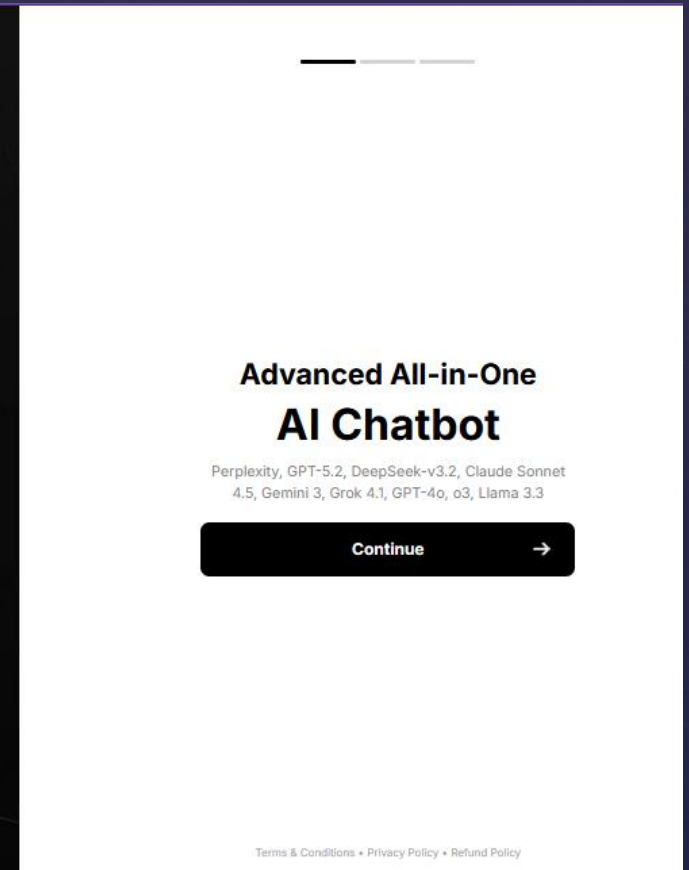 Advanced All-in-One
AI Chatbot
Perplexity, GPT-5.2, DeepSeek-v3.2, Claude Sonnet
4.5, Gemini 3, Grok 4.1, GPT-4o, o3, Llama 3.3
Continue →
Terms & Conditions • Privacy Policy • Refund Policy